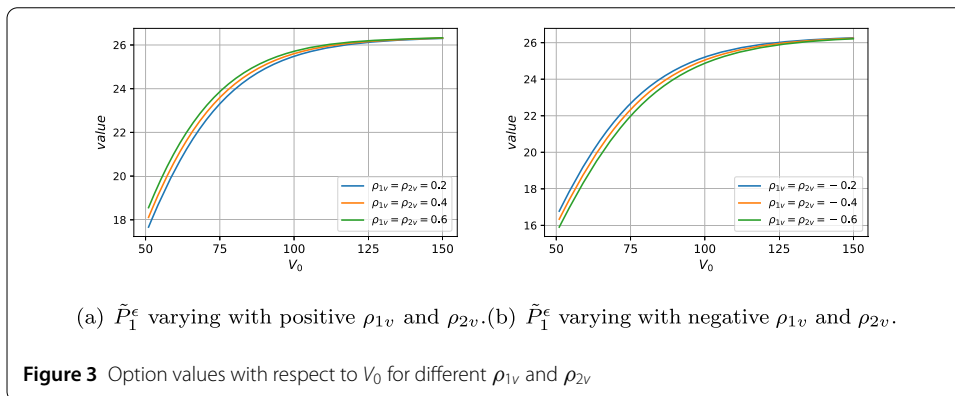 26
24
22
20
18
value
50
75
100
125
150
V₀
ρ₁ᵥ = ρ₂ᵥ = 0.2
ρ₁ᵥ = ρ₂ᵥ = 0.4
ρ₁ᵥ = ρ₂ᵥ = 0.6
26
24
22
20
18
16
value
50
75
100
125
150
V₀
ρ₁ᵥ = ρ₂ᵥ = − 0.2
ρ₁ᵥ = ρ₂ᵥ = − 0.4
ρ₁ᵥ = ρ₂ᵥ = − 0.6
(a) P̃₁^ϵ varying with positive ρ₁ᵥ and ρ₂ᵥ.(b) P̃₁^ϵ varying with negative ρ₁ᵥ and ρ₂ᵥ.
Figure 3 Option values with respect to V₀ for different ρ₁ᵥ and ρ₂ᵥ